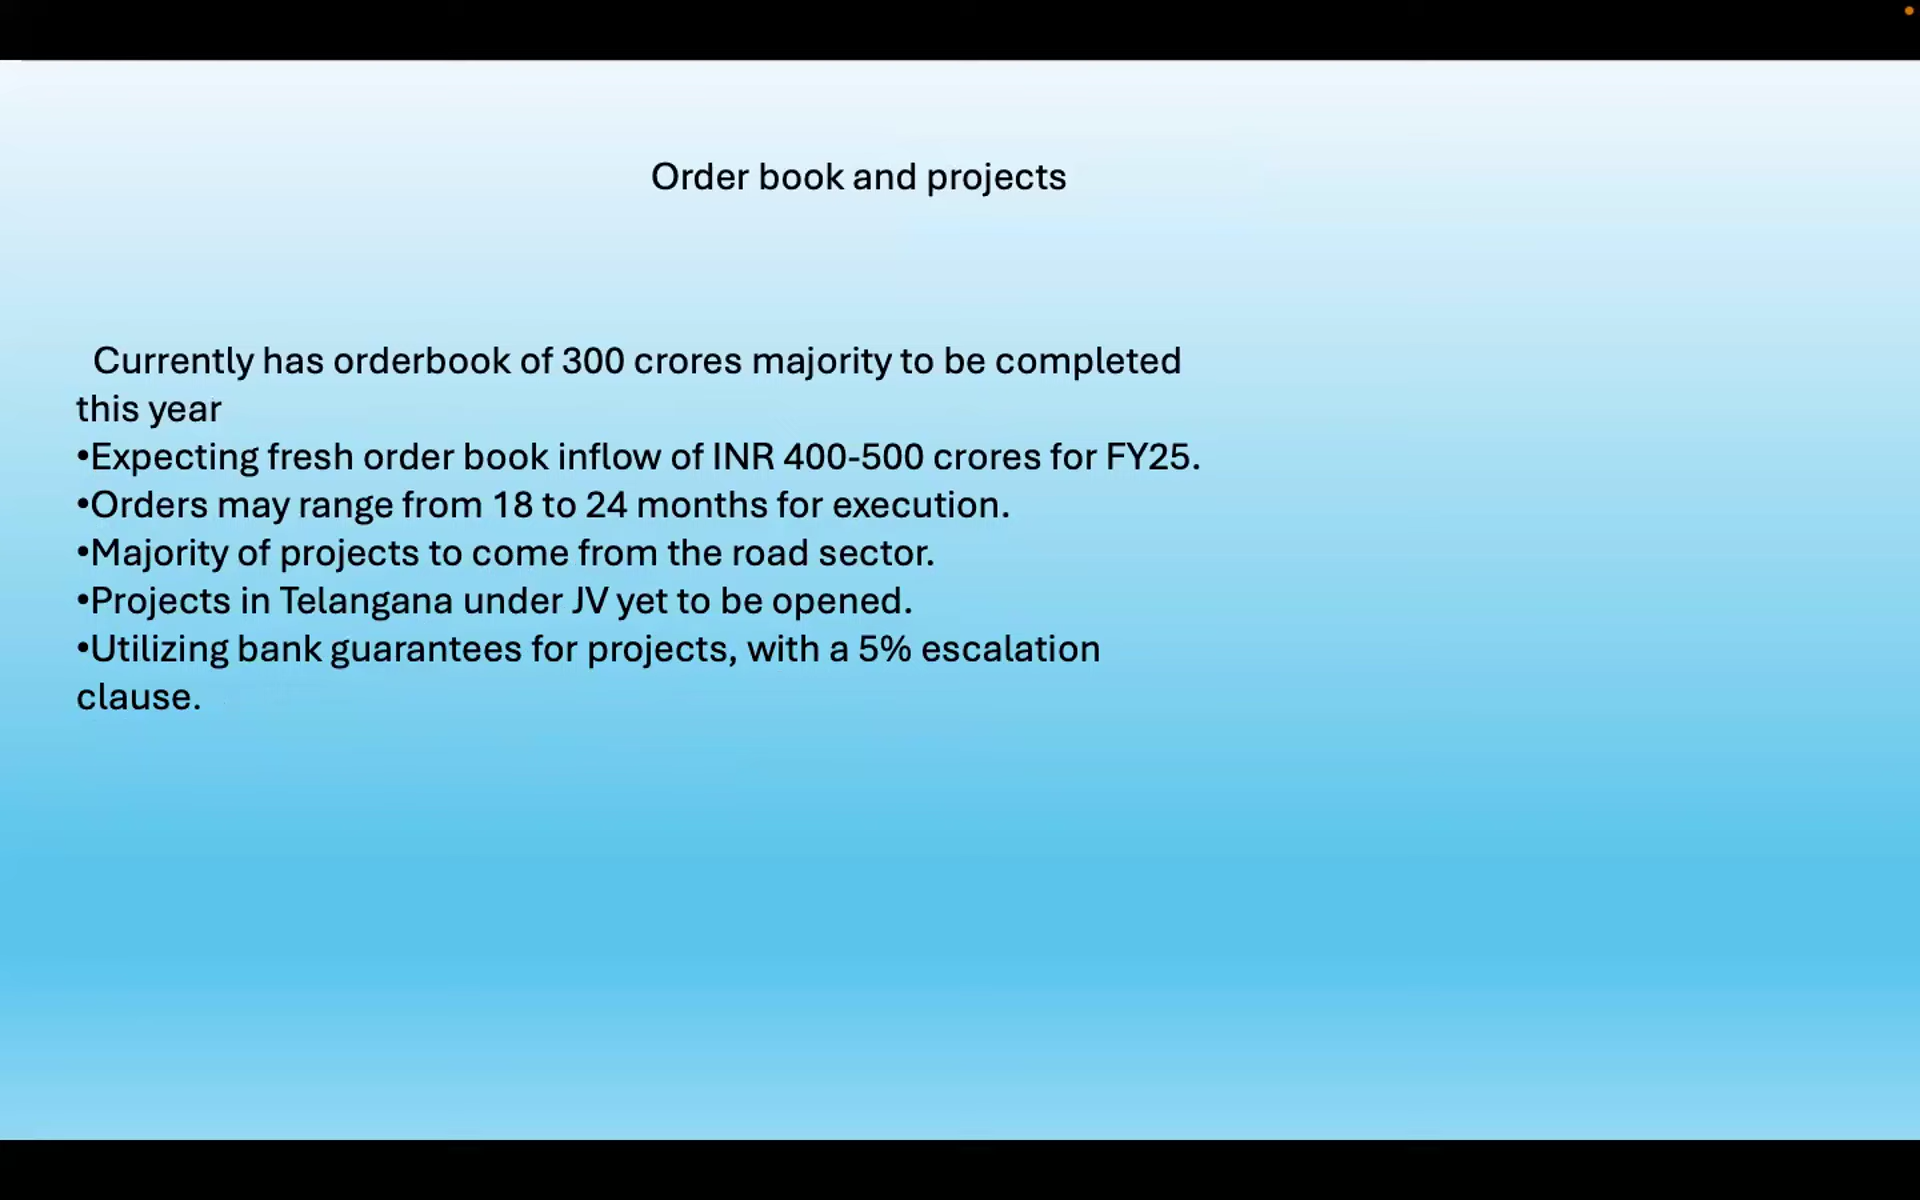 Order book and projects
Currently has orderbook of 300 crores majority to be completed
this year
•Expecting fresh order book inflow of INR 400-500 crores for FY25.
•Orders may range from 18 to 24 months for execution.
•Majority of projects to come from the road sector.
•Projects in Telangana under JV yet to be opened.
•Utilizing bank guarantees for projects, with a 5% escalation
clause.